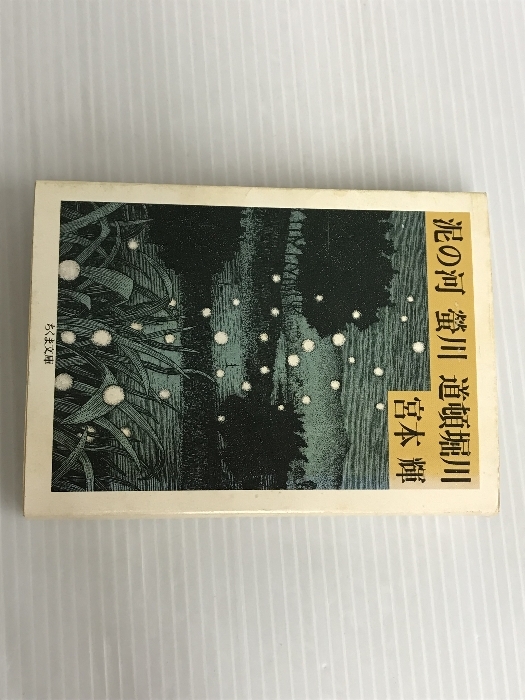 泥の河 螢川 道頓堀川
宮本 輝
ちくま文庫